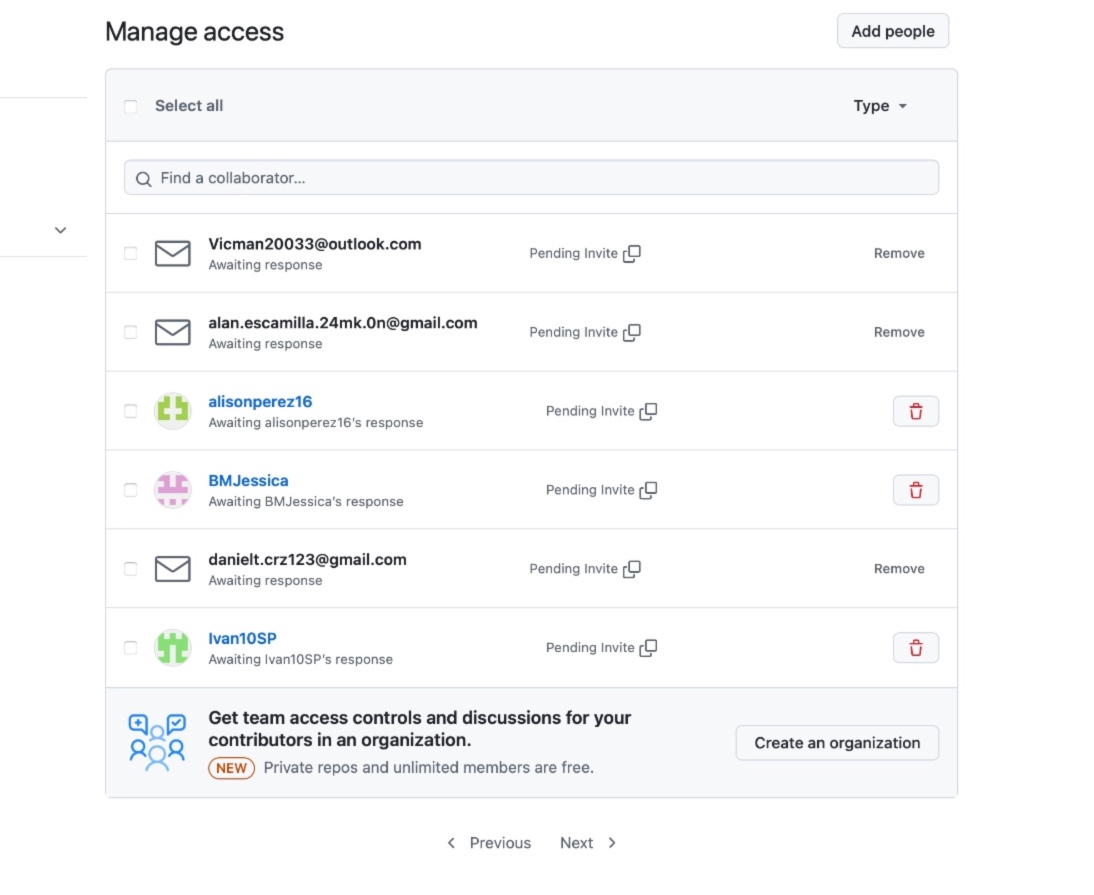 Manage access
Add people
Select all
Type
Find a collaborator...
Vicman20033@outlook.com
Awaiting response
Pending Invite
Remove
alan.escamilla.24mk.0n@gmail.com
Awaiting response
Pending Invite
Remove
alisonperez16
Awaiting alisonperez16's response
Pending Invite
BMJessica
Awaiting BMJessica's response
Pending Invite
danielt.crz123@gmail.com
Awaiting response
Pending Invite
Remove
Ivan10SP
Awaiting Ivan10SP's response
Pending Invite
Get team access controls and discussions for your
contributors in an organization.
NEW Private repos and unlimited members are free.
Create an organization
Previous Next